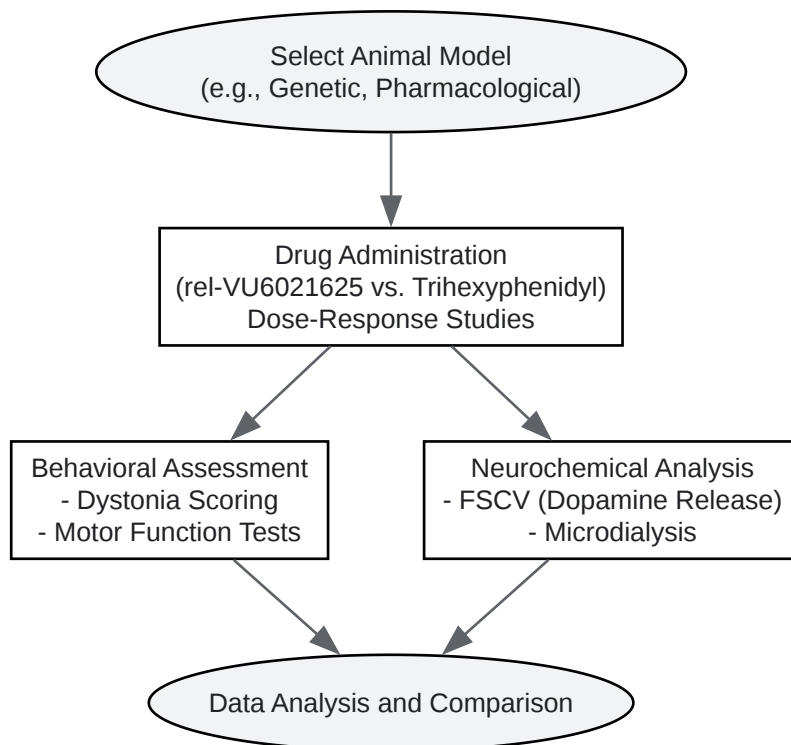 Select Animal Model
(e.g., Genetic, Pharmacological)
Drug Administration
(rel-VU6021625 vs. Trihexyphenidyl)
Dose-Response Studies
Behavioral Assessment
- Dystonia Scoring
- Motor Function Tests
Neurochemical Analysis
- FSCV (Dopamine Release)
- Microdialysis
Data Analysis and Comparison